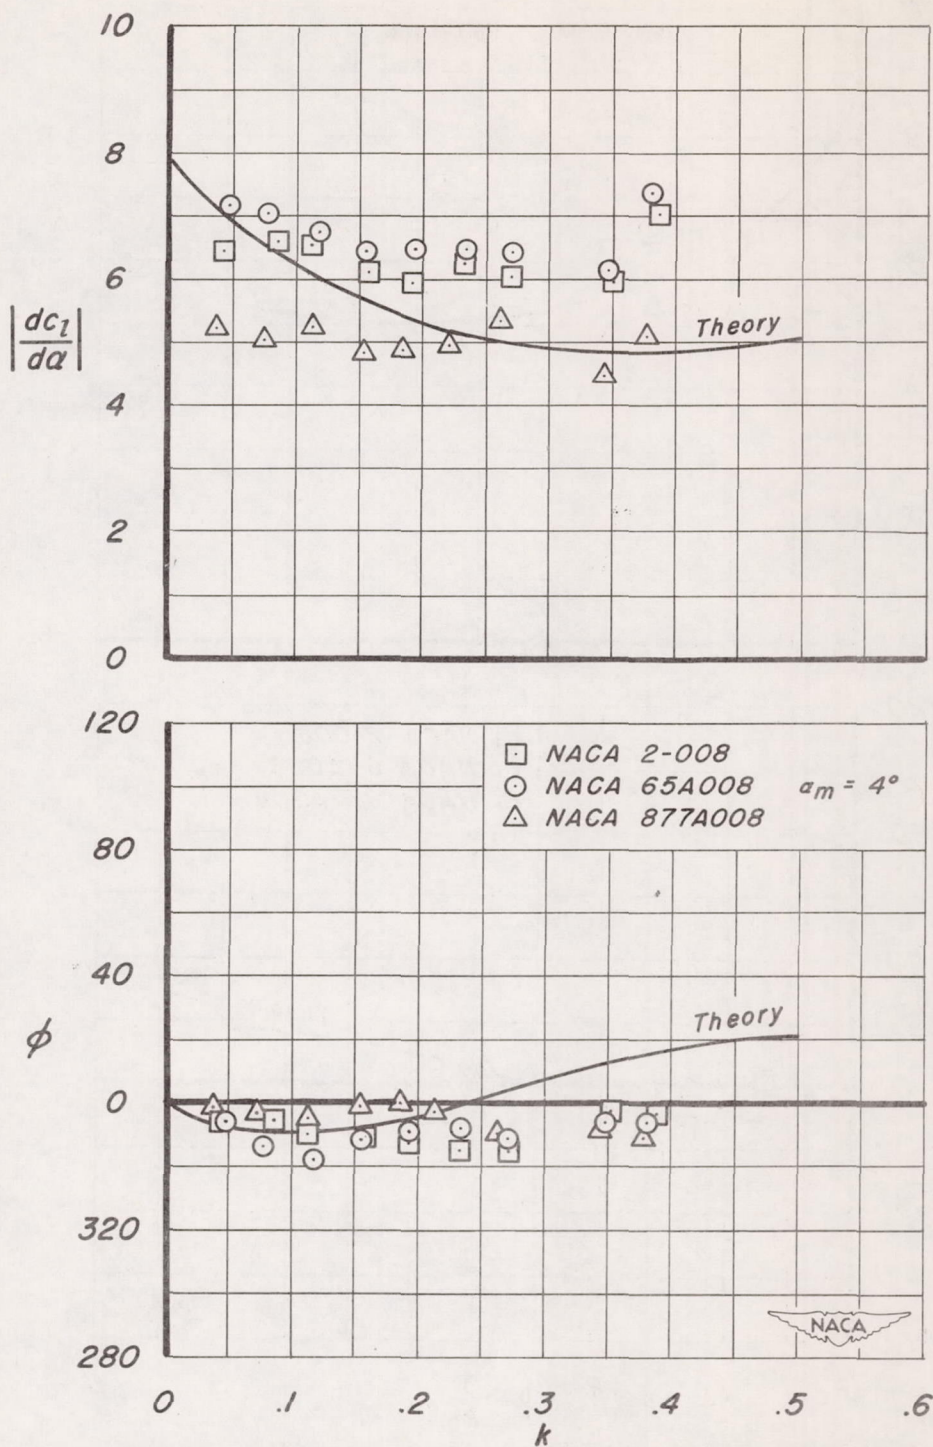 10
8
6
4
2
0
|dc_l/dα|
Theory
120
80
40
0
320
280
ϕ
NACA 2-008
NACA 65A008 α_m = 4°
NACA 877A008
Theory
NACA
0 .1 .2 .3 .4 .5 .6
k